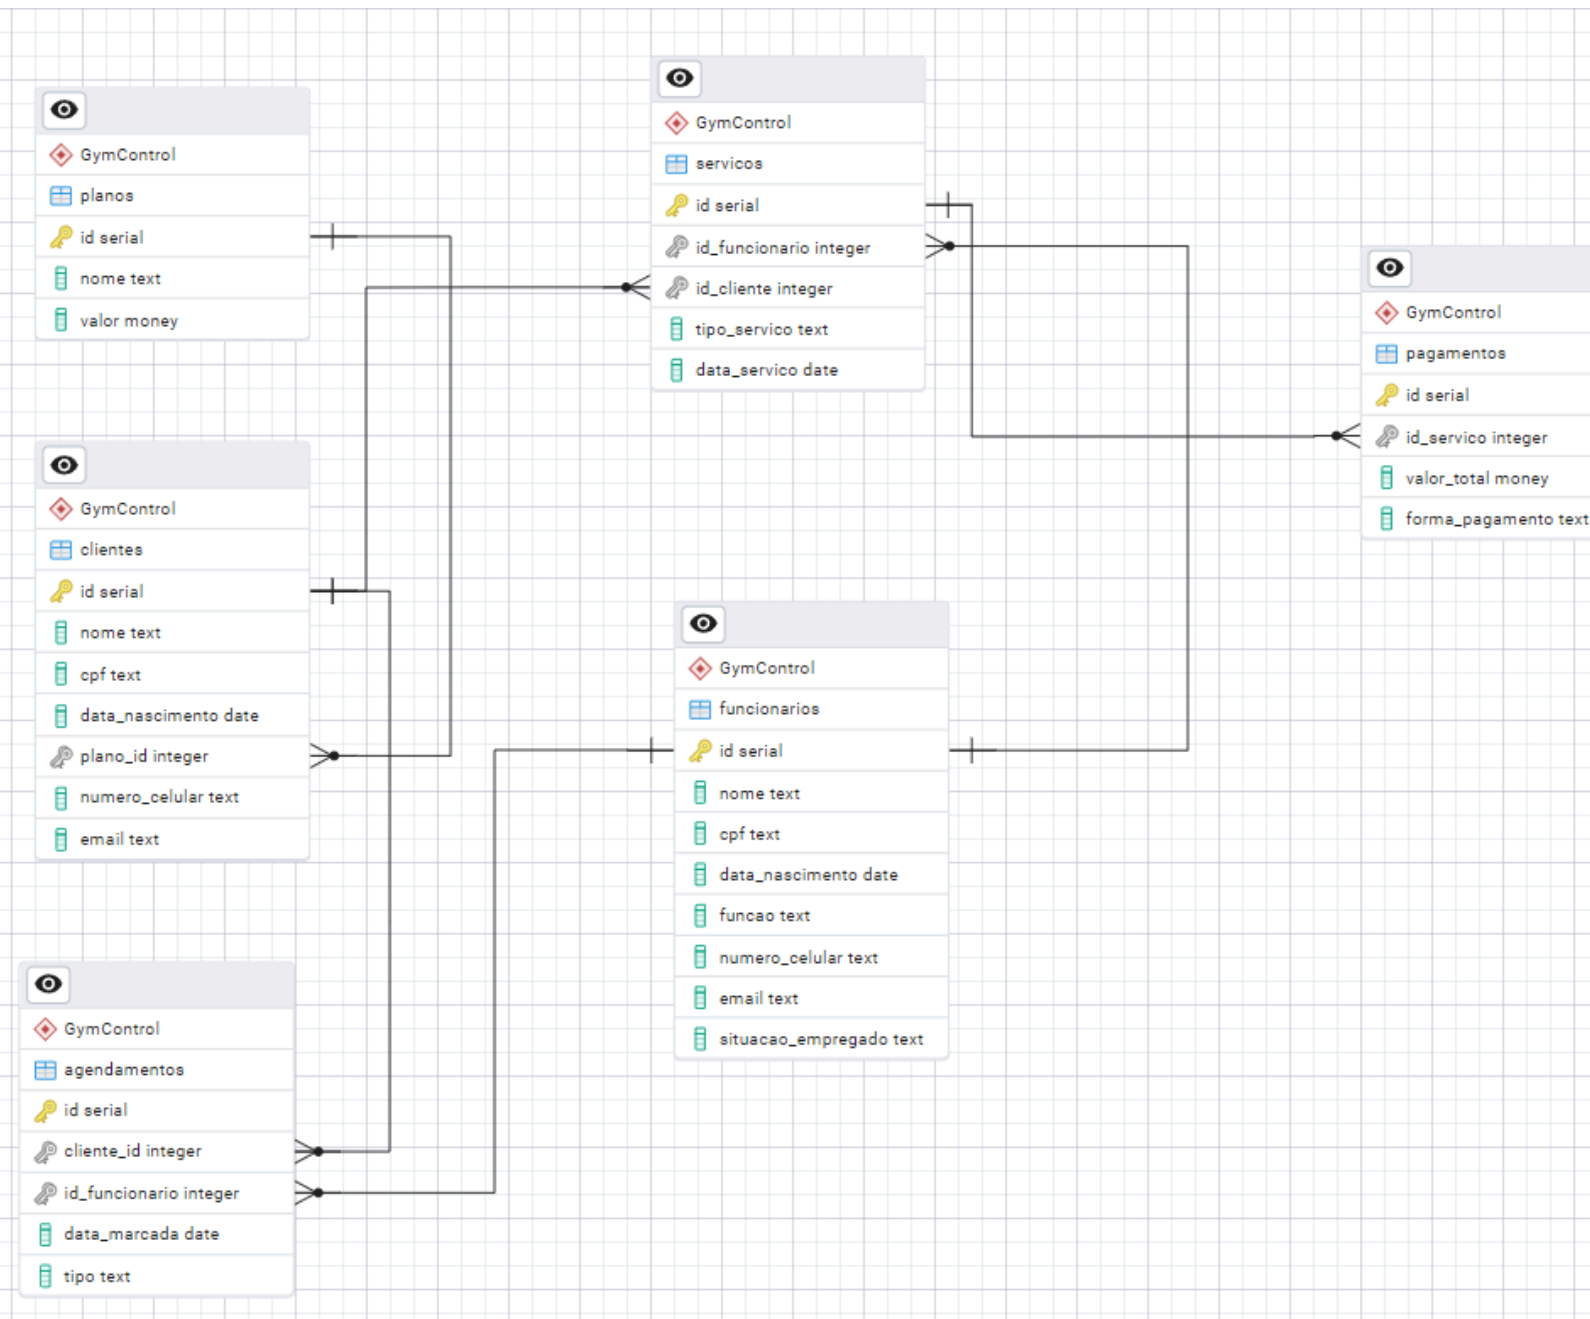 GymControl
planos
id serial
nome text
valor money
GymControl
clientes
id serial
nome text
cpf text
data_nascimento date
plano_id integer
numero_celular text
email text
GymControl
agendamentos
id serial
cliente_id integer
id_funcionario integer
data_marcada date
tipo text
GymControl
servicos
id serial
id_funcionario integer
id_cliente integer
tipo_servico text
data_servico date
GymControl
funcionarios
id serial
nome text
cpf text
data_nascimento date
funcao text
numero_celular text
email text
situacao_empregado text
GymControl
pagamentos
id serial
id_servico integer
valor_total money
forma_pagamento text